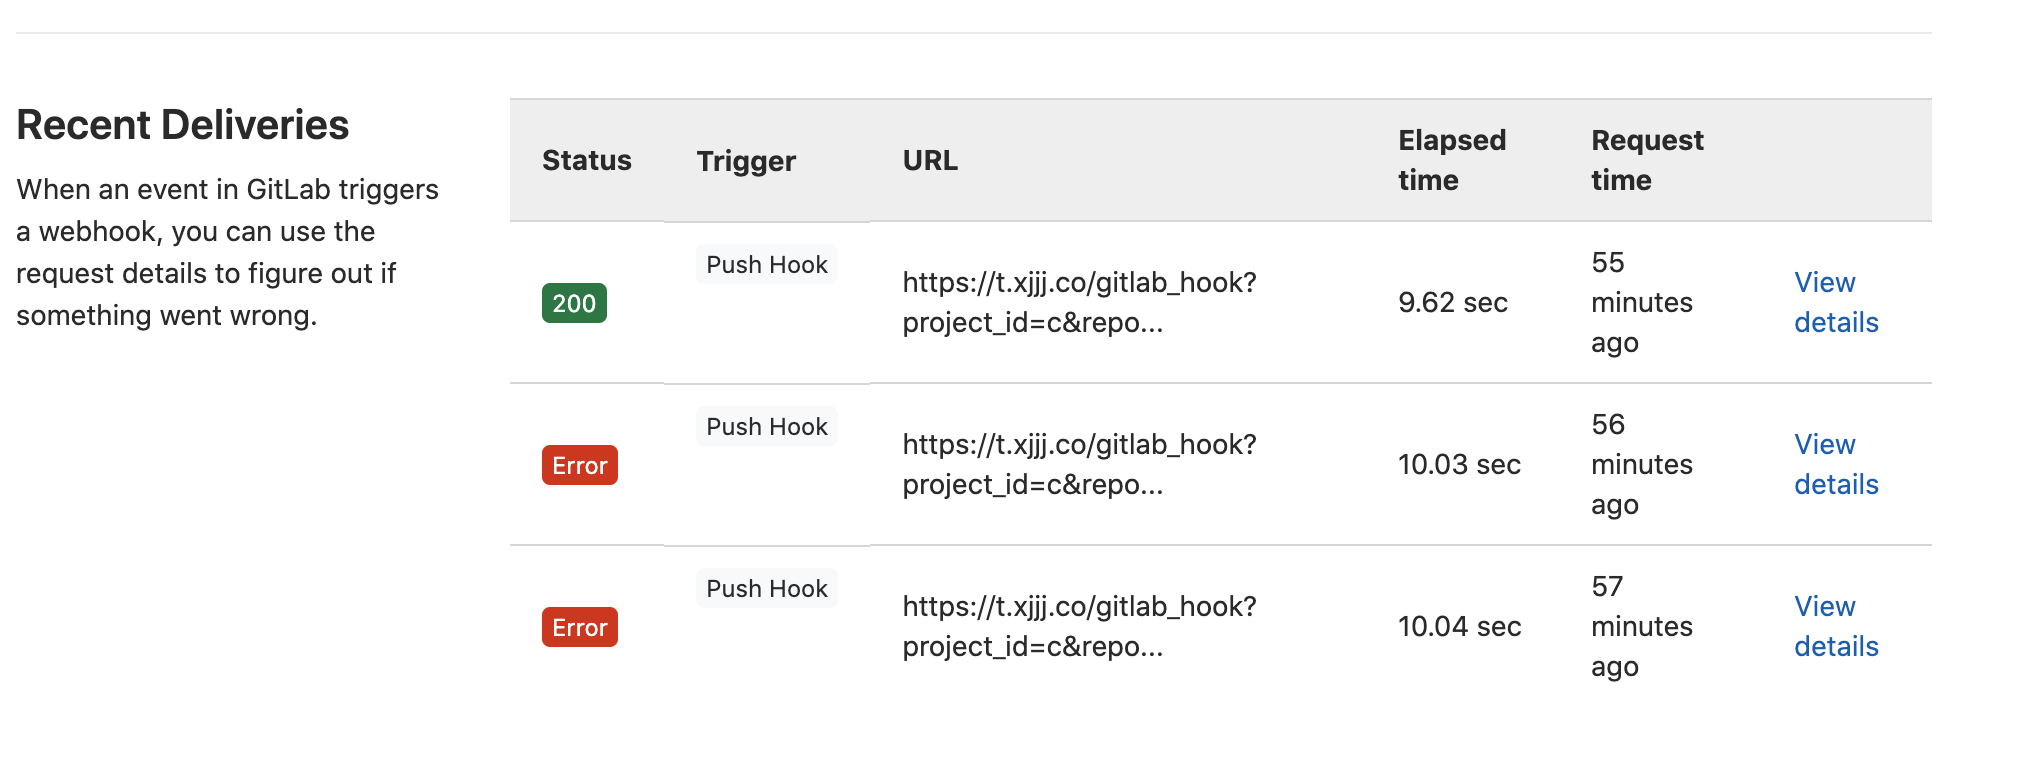 Recent Deliveries
When an event in GitLab triggers
a webhook, you can use the
request details to figure out if
something went wrong.
Status Trigger URL Elapsed time Request time
200 Push Hook https://t.xjjj.co/gitlab_hook?
project_id=c&repo... 9.62 sec 55 minutes ago View details
Error Push Hook https://t.xjjj.co/gitlab_hook?
project_id=c&repo... 10.03 sec 56 minutes ago View details
Error Push Hook https://t.xjjj.co/gitlab_hook?
project_id=c&repo... 10.04 sec 57 minutes ago View details